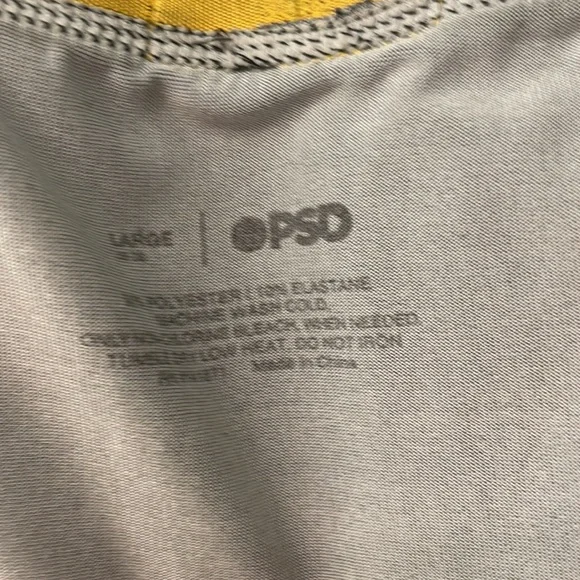 LARGE
PSD
POLYESTER | 10% ELASTANE
MACHINE WASH COLD.
ONLY NON-CHLORINE BLEACH, WHEN NEEDED.
TUMBLE DRY LOW HEAT. DO NOT IRON
Made in China